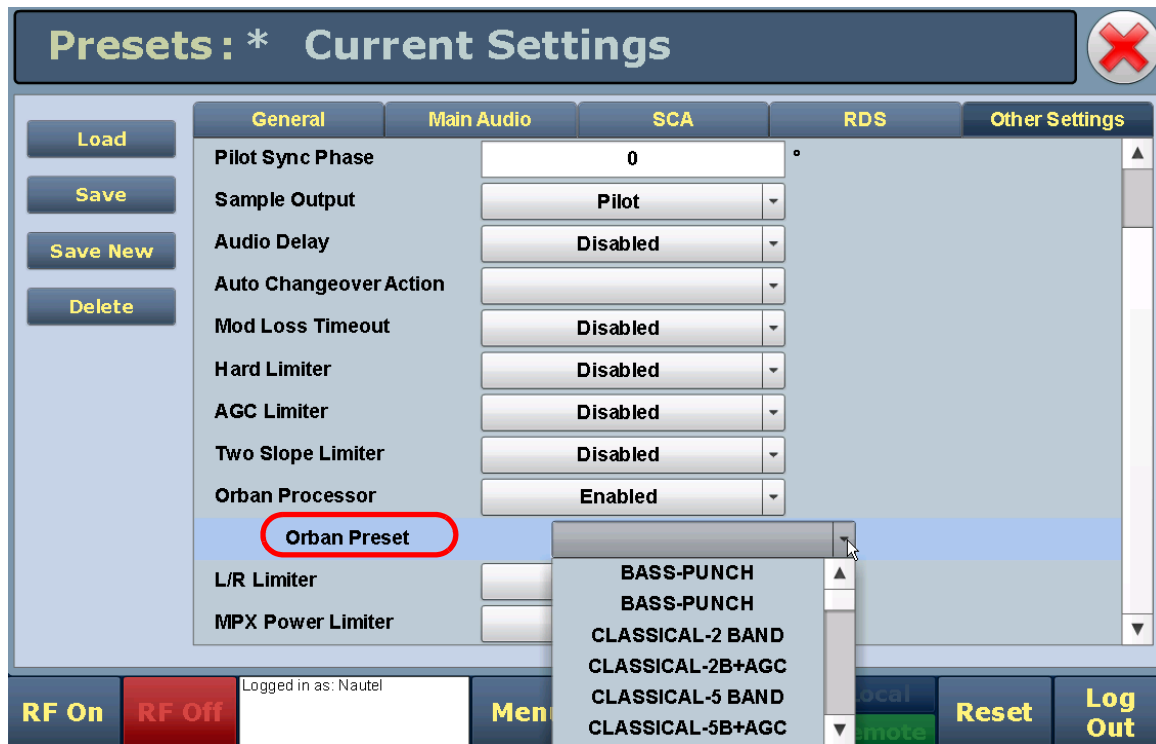 Presets: * Current Settings
General Main Audio SCA RDS Other Settings
Load
Save
Save New
Delete
Pilot Sync Phase 0 °
Sample Output Pilot
Audio Delay Disabled
Auto Changeover Action
Mod Loss Timeout Disabled
Hard Limiter Disabled
AGC Limiter Disabled
Two Slope Limiter Disabled
Orban Processor Enabled
Orban Preset
L/R Limiter
MPX Power Limiter
BASS-PUNCH
BASS-PUNCH
CLASSICAL-2 BAND
CLASSICAL-2B+AGC
CLASSICAL-5 BAND
CLASSICAL-5B+AGC
RF On
RF Off
Logged in as: Nautel
Reset
Log
Out